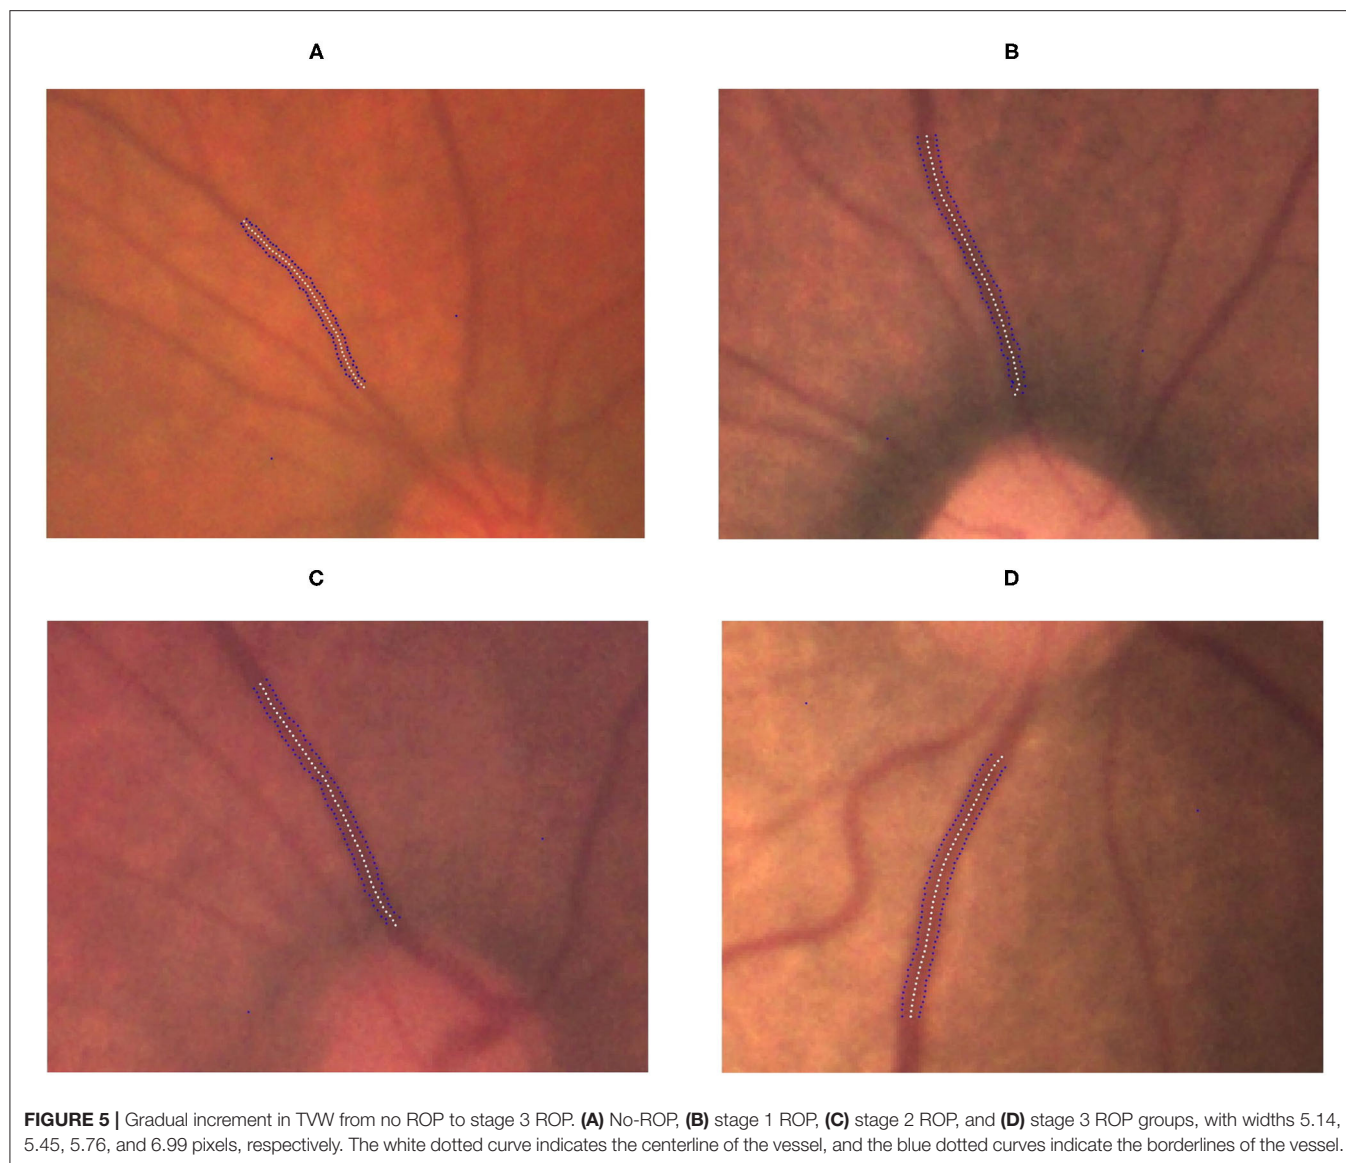 A
B
C
D
FIGURE 5 | Gradual increment in TVW from no ROP to stage 3 ROP. (A) No-ROP, (B) stage 1 ROP, (C) stage 2 ROP, and (D) stage 3 ROP groups, with widths 5.14,
5.45, 5.76, and 6.99 pixels, respectively. The white dotted curve indicates the centerline of the vessel, and the blue dotted curves indicate the borderlines of the vessel.